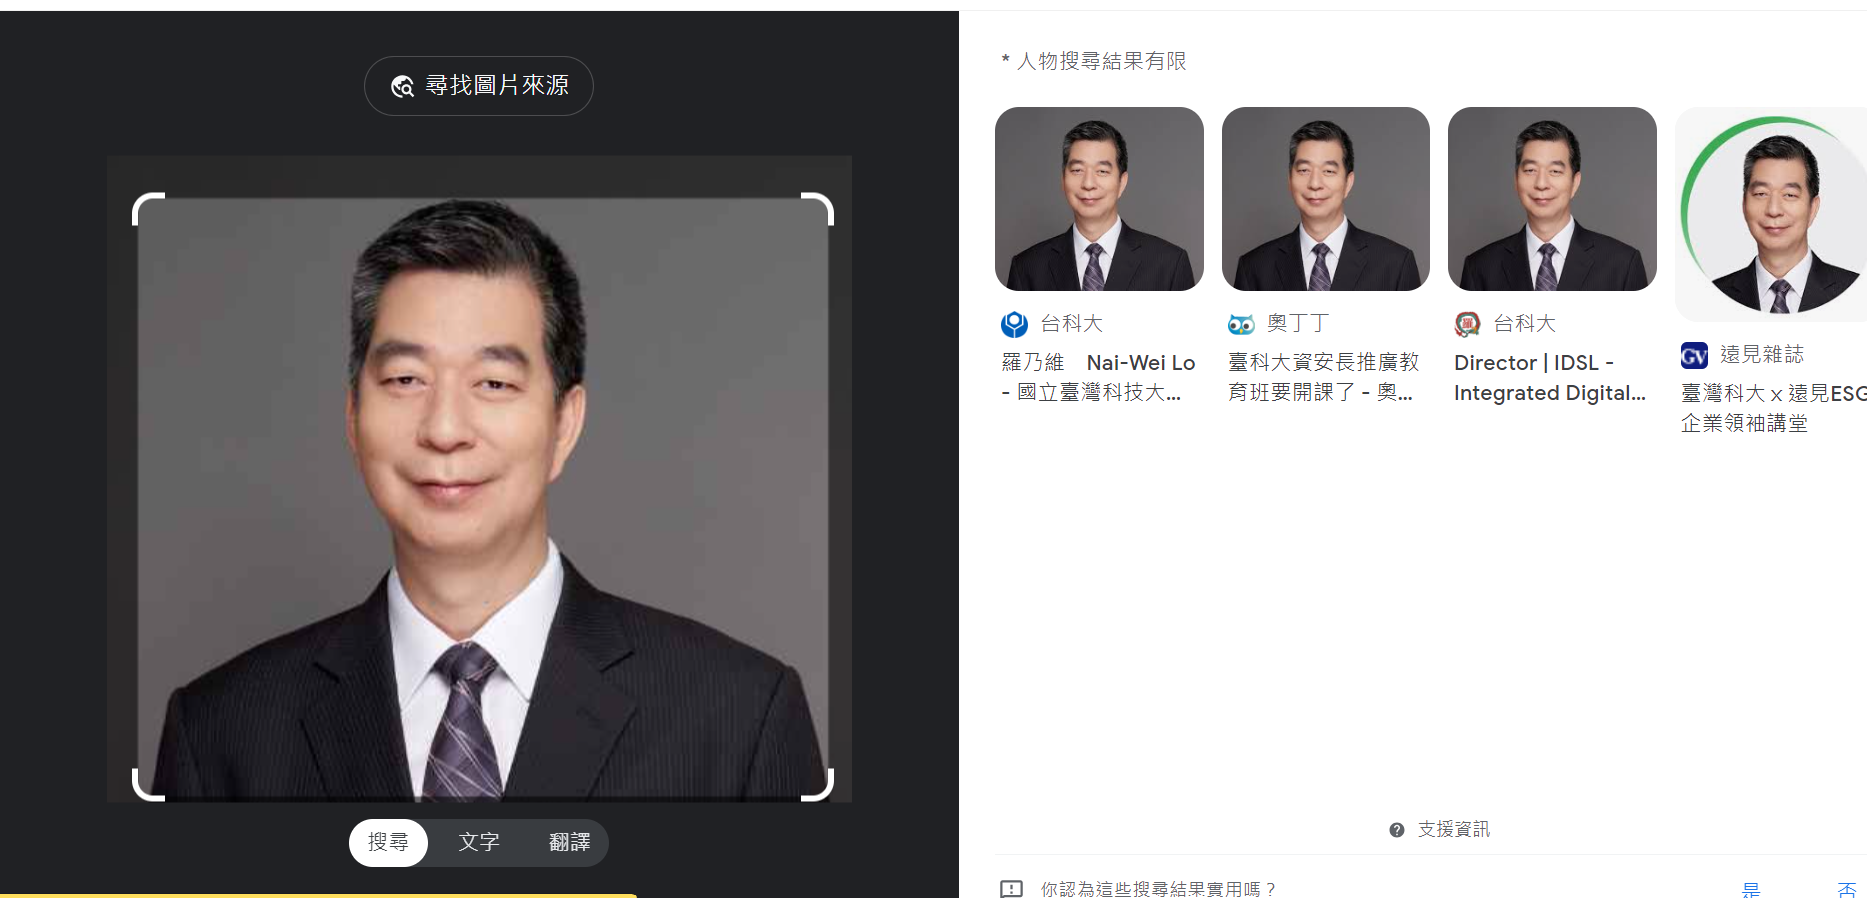 尋找圖片來源
搜尋
文字
翻譯
* 人物搜尋結果有限
台科大
羅乃維 Nai-Wei Lo
- 國立臺灣科技大...
奧丁丁
臺科大資安長推廣教
育班要開課了 - 奧...
台科大
Director | IDSL -
Integrated Digital...
GV 遠見雜誌
臺灣科大 x 遠見ESG
企業領袖講堂
支援資訊
你認為這些搜尋結果實用嗎？
是
否